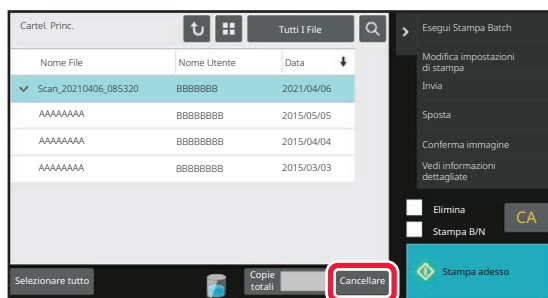 Cartel. Princ.
Tutti I File
Nome File Nome Utente Data
Scan_20210406_085320 BBBBBBB 2021/04/06
AAAAAAAA BBBBBBBB 2015/05/05
AAAAAAAA BBBBBBBB 2015/04/04
AAAAAAAA BBBBBBBB 2015/03/03
Selezionare tutto
Copie
totali
Cancellare
Esegui Stampa Batch
Modifica impostazioni
di stampa
Invia
Sposta
Conferma immagine
Vedi informazioni
dettagliate
Elimina
Stampa B/N
CA
Stampa adesso